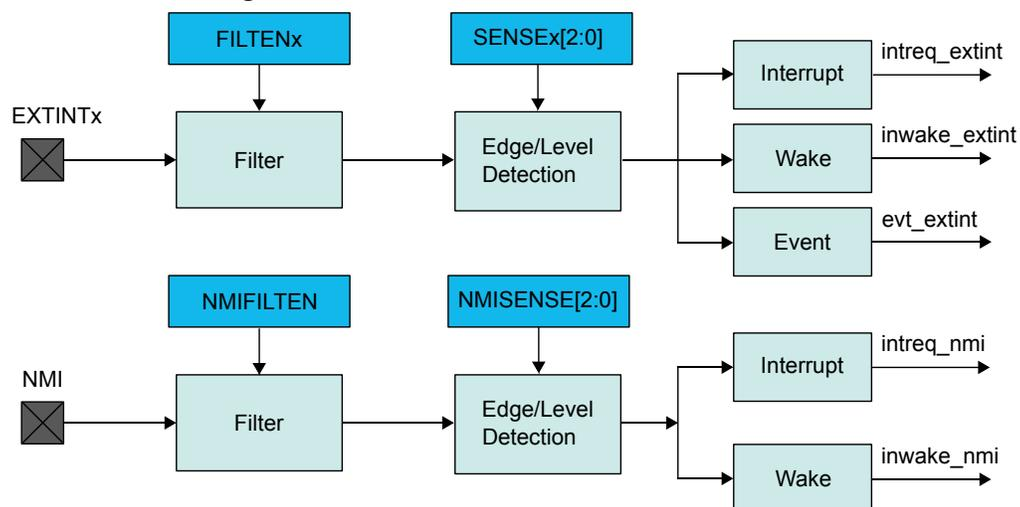 FILTENx
SENSEx[2:0]
intreq_extint
Interrupt
EXTINTx
inwake_extint
Filter
Edge/Level
Detection
Wake
evt_extint
Event
NMIFILTEN
NMISENSE[2:0]
intreq_nmi
Interrupt
NMI
Filter
Edge/Level
Detection
inwake_nmi
Wake